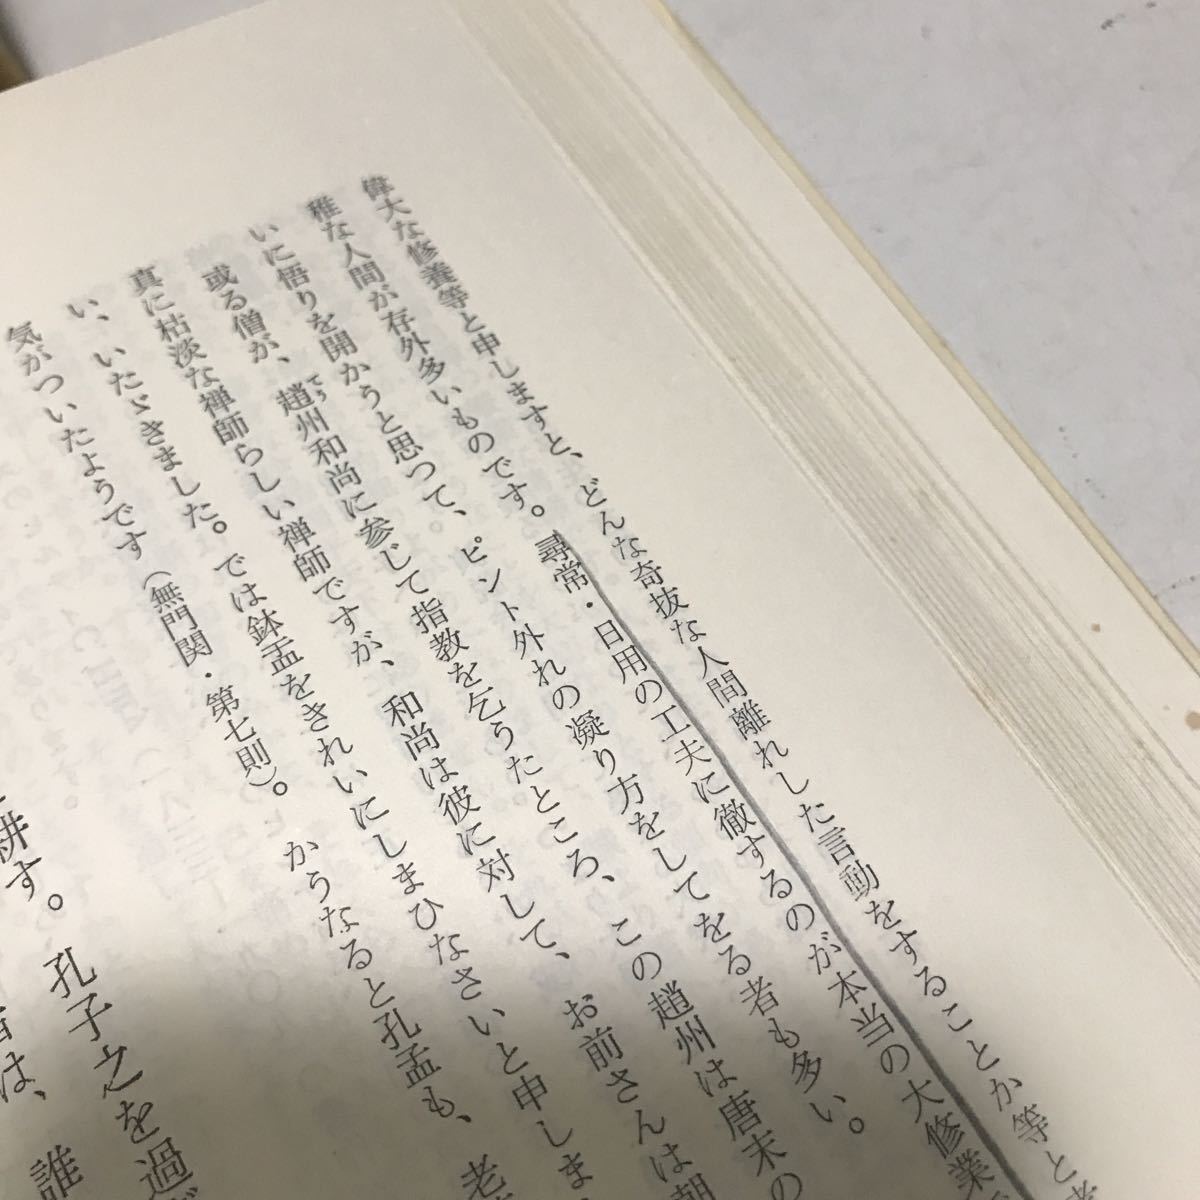 偉大な修養等と申しますと、どんな奇抜な人間離れした言動をすることか等と考
稚な人間が存外多いものです。尋常・日用の工夫に徹するのが本当の大修業
いに悟りを開かうと思つて、ピント外れの凝り方をしてをる者も多い。
或る僧が、趙州和尚に参じて指教を乞うたところ、この趙州は唐末の
でう
真に枯淡な禅師らしい禅師ですが、和尚は彼に対して、お前さんは朝
い、いたゞきました。では鉢盂をきれいにしまひなさいと申しま
気がついたようです（無門関・第七則）。かうなると孔孟も、老
耕す。孔子之を過
は、誰